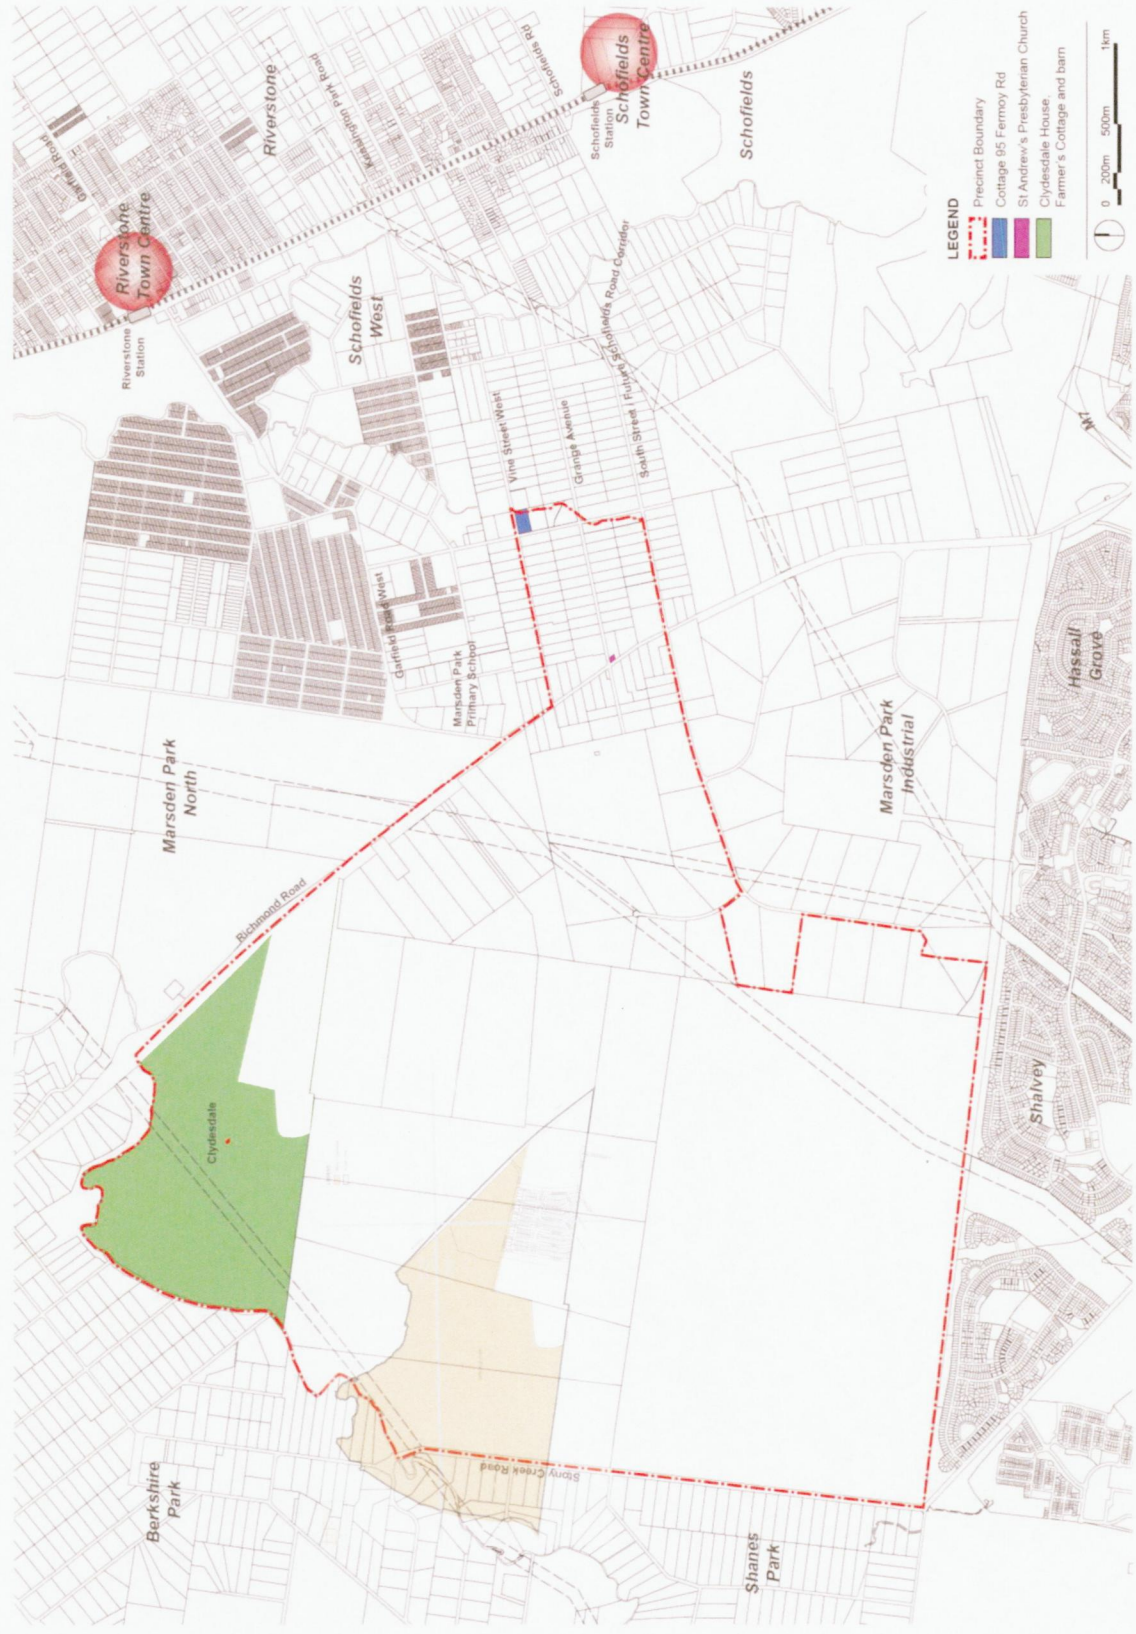 Garfield Road
Riverstone
Riverstone
Town Centre
Riverstone
Station
Kensington Park Road
Schofields Rd
Schofields
Station
Schofields
Town Centre
Schofields
Schofields
West
Vine Street West
Grange Avenue
South Street / Future Schofields Road Corridor
M7
Garfield Road West
Marsden Park
Primary School
Marsden Park
North
Richmond Road
Marsden Park
Industrial
Hassall
Grove
Shalvey
Clydesdale
Stony Creek Road
Berkshire
Park
Shanes
Park
LEGEND
Precinct Boundary
Cottage 95 Fermoy Rd
St Andrew's Presbyterian Church
Clydesdale House,
Farmer's Cottage and barn
0 200m 500m 1km